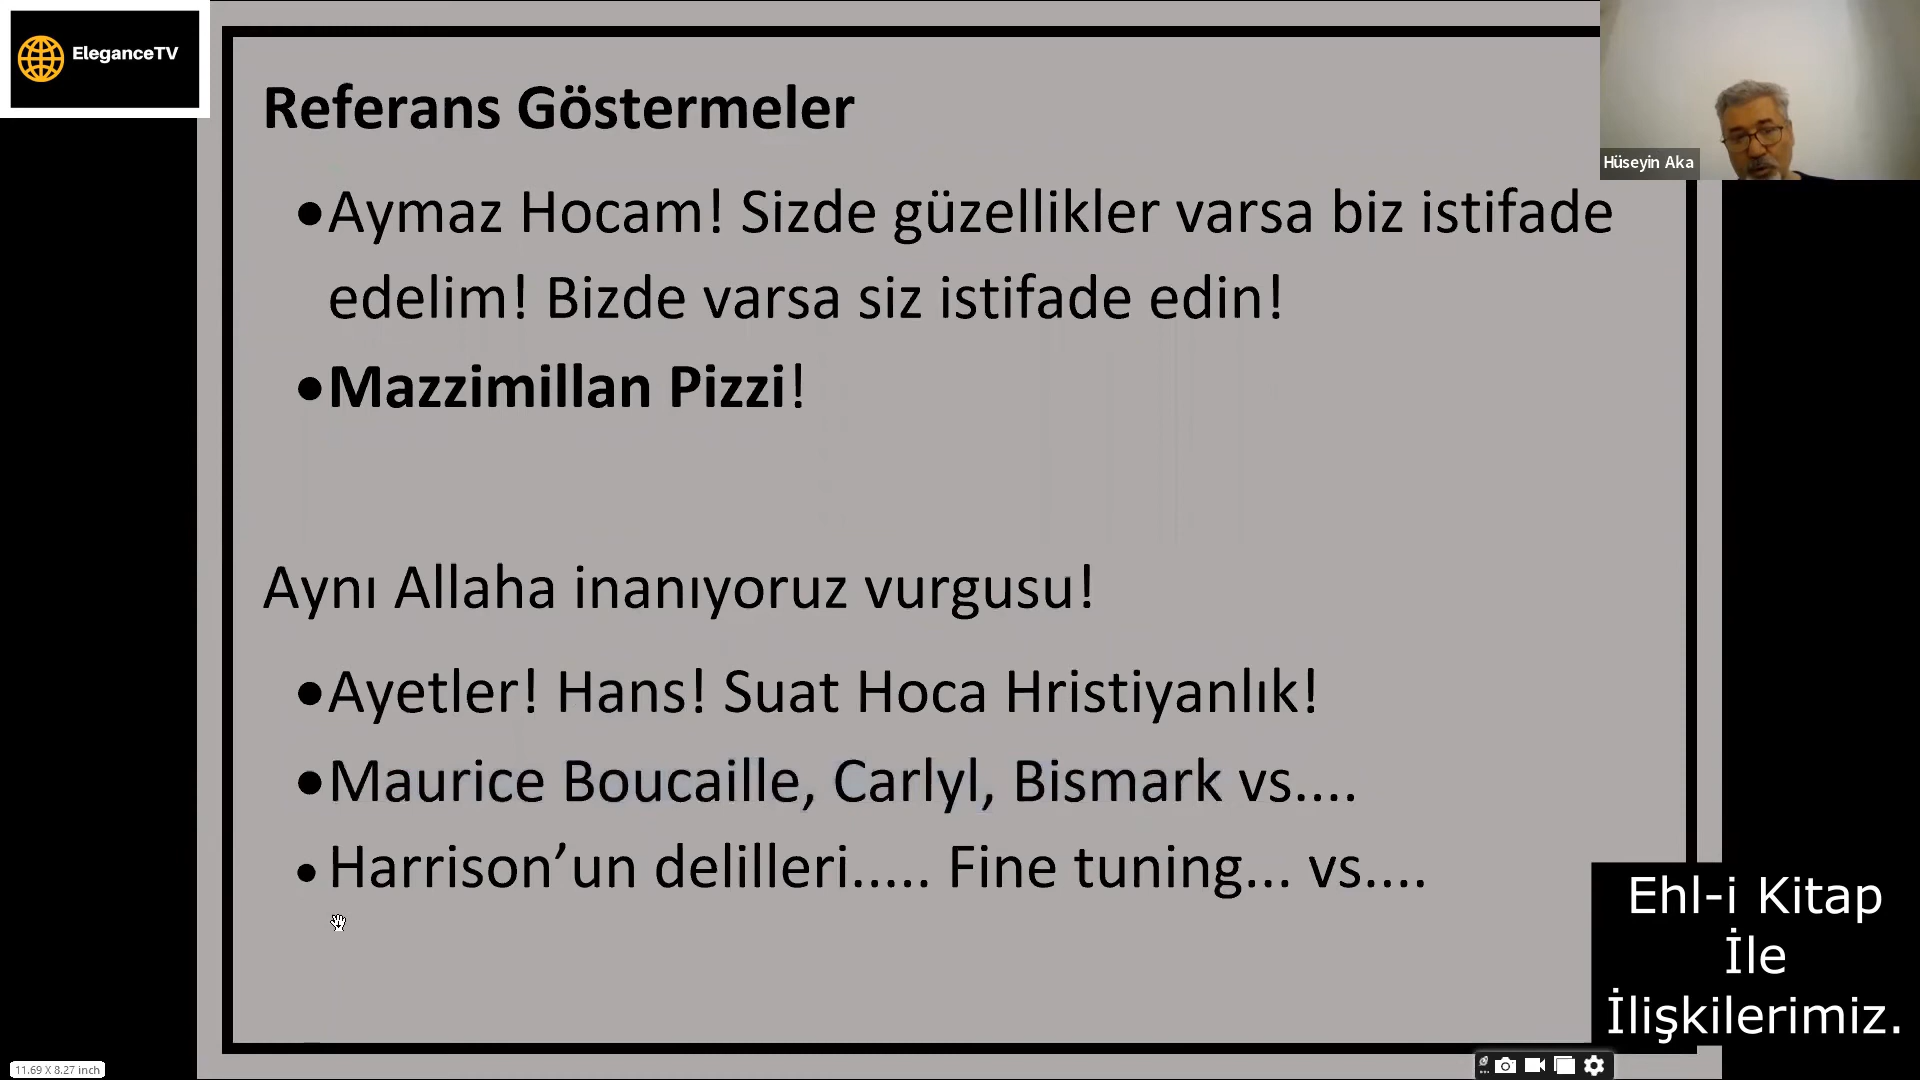 EleganceTV
Referans Göstermeler
•Aymaz Hocam! Sizde güzellikler varsa biz istifade
edelim! Bizde varsa siz istifade edin!
•Mazzimillan Pizzi!
Hüseyin Aka
Aynı Allaha inanıyoruz vurgusu!
•Ayetler! Hans! Suat Hoca Hristiyanlık!
•Maurice Boucaille, Carlyl, Bismark vs....
• Harrison’un delilleri..... Fine tuning... vs....
Ehl-i Kitap
İle
İlişkilerimiz.
11.69 X 8.27 inch